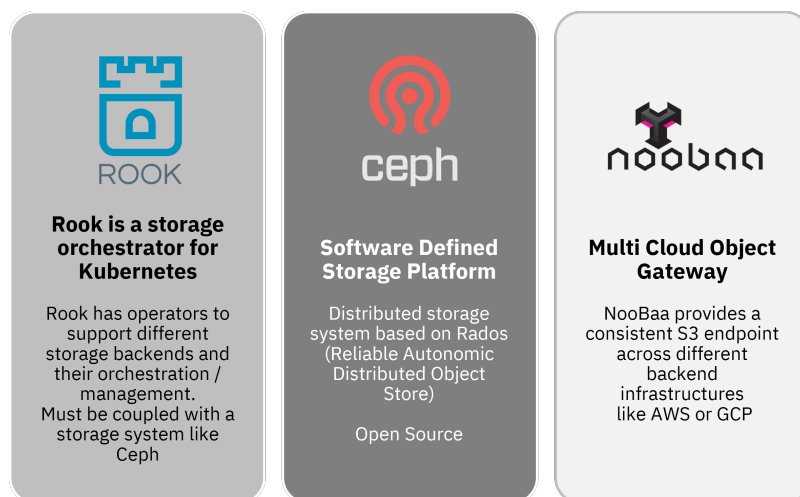 ROOK
Rook is a storage
orchestrator for
Kubernetes
Rook has operators to
support different
storage backends and
their orchestration /
management.
Must be coupled with a
storage system like
Ceph
ceph
Software Defined
Storage Platform
Distributed storage
system based on Rados
(Reliable Autonomic
Distributed Object
Store)
Open Source
noobaa
Multi Cloud Object
Gateway
NooBaa provides a
consistent S3 endpoint
across different
backend
infrastructures
like AWS or GCP